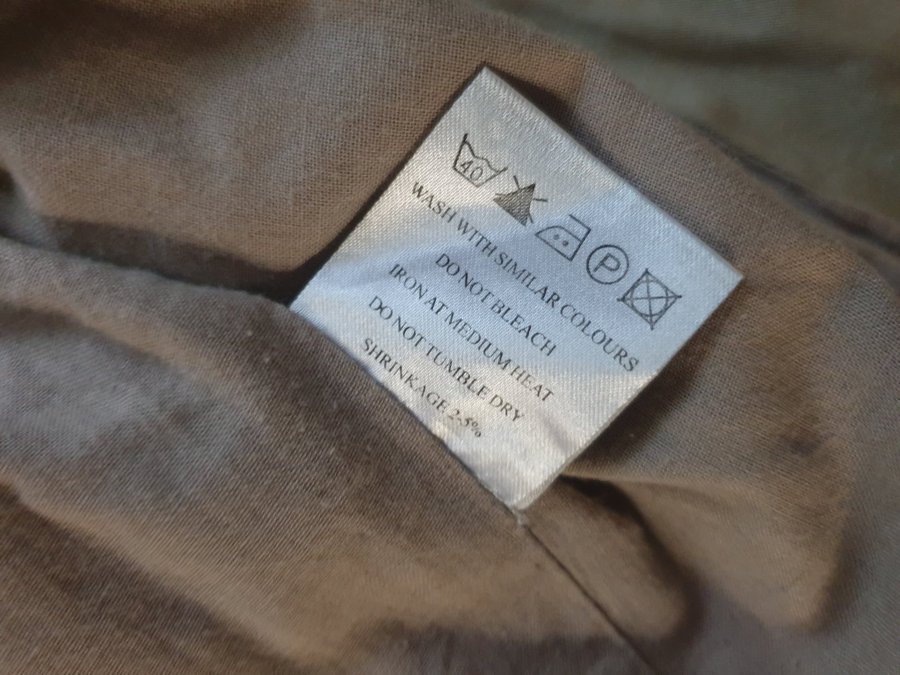 40
P
WASH WITH SIMILAR COLOURS
DO NOT BLEACH
IRON AT MEDIUM HEAT
DO NOT TUMBLE DRY
SHRINKAGE 2-5%